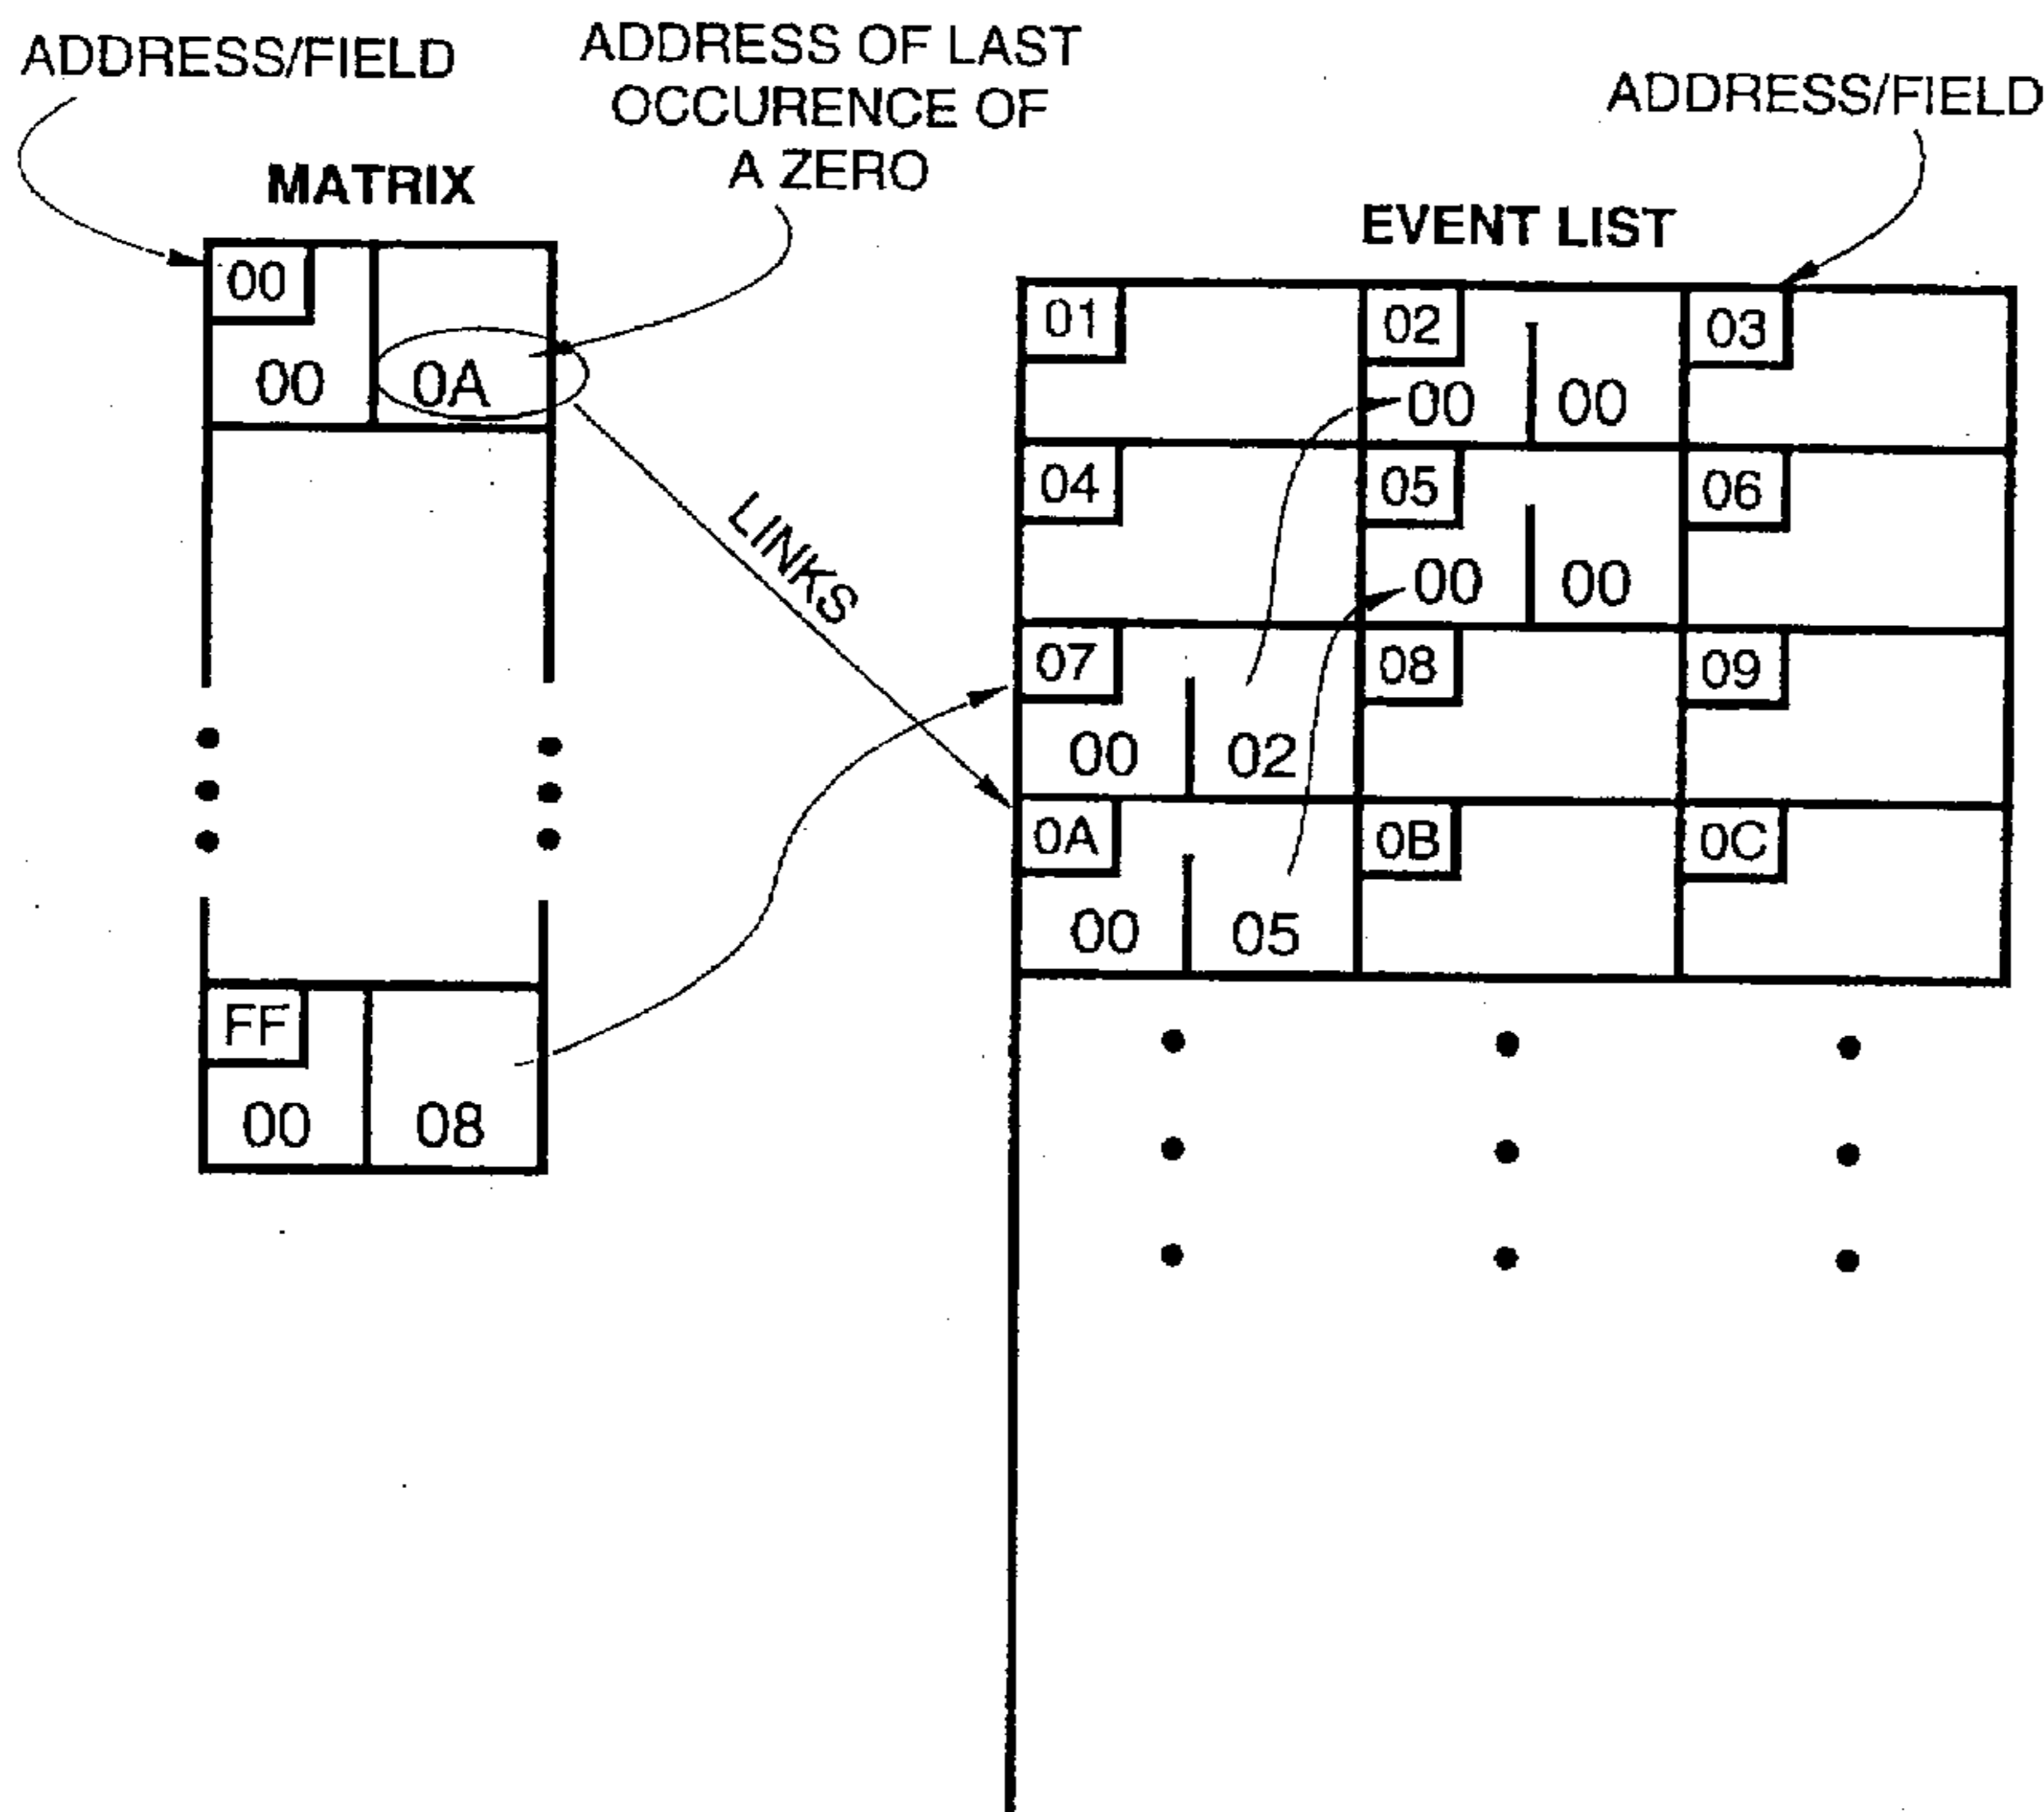 ADDRESS/FIELD
ADDRESS OF LAST
OCCURENCE OF
A ZERO
ADDRESS/FIELD
MATRIX
EVENT LIST
00
00 0A
LINKS
FF
00 08
01 02 03
00 00
04 05 06
00 00
07 08 09
00 02
0A 0B 0C
00 05